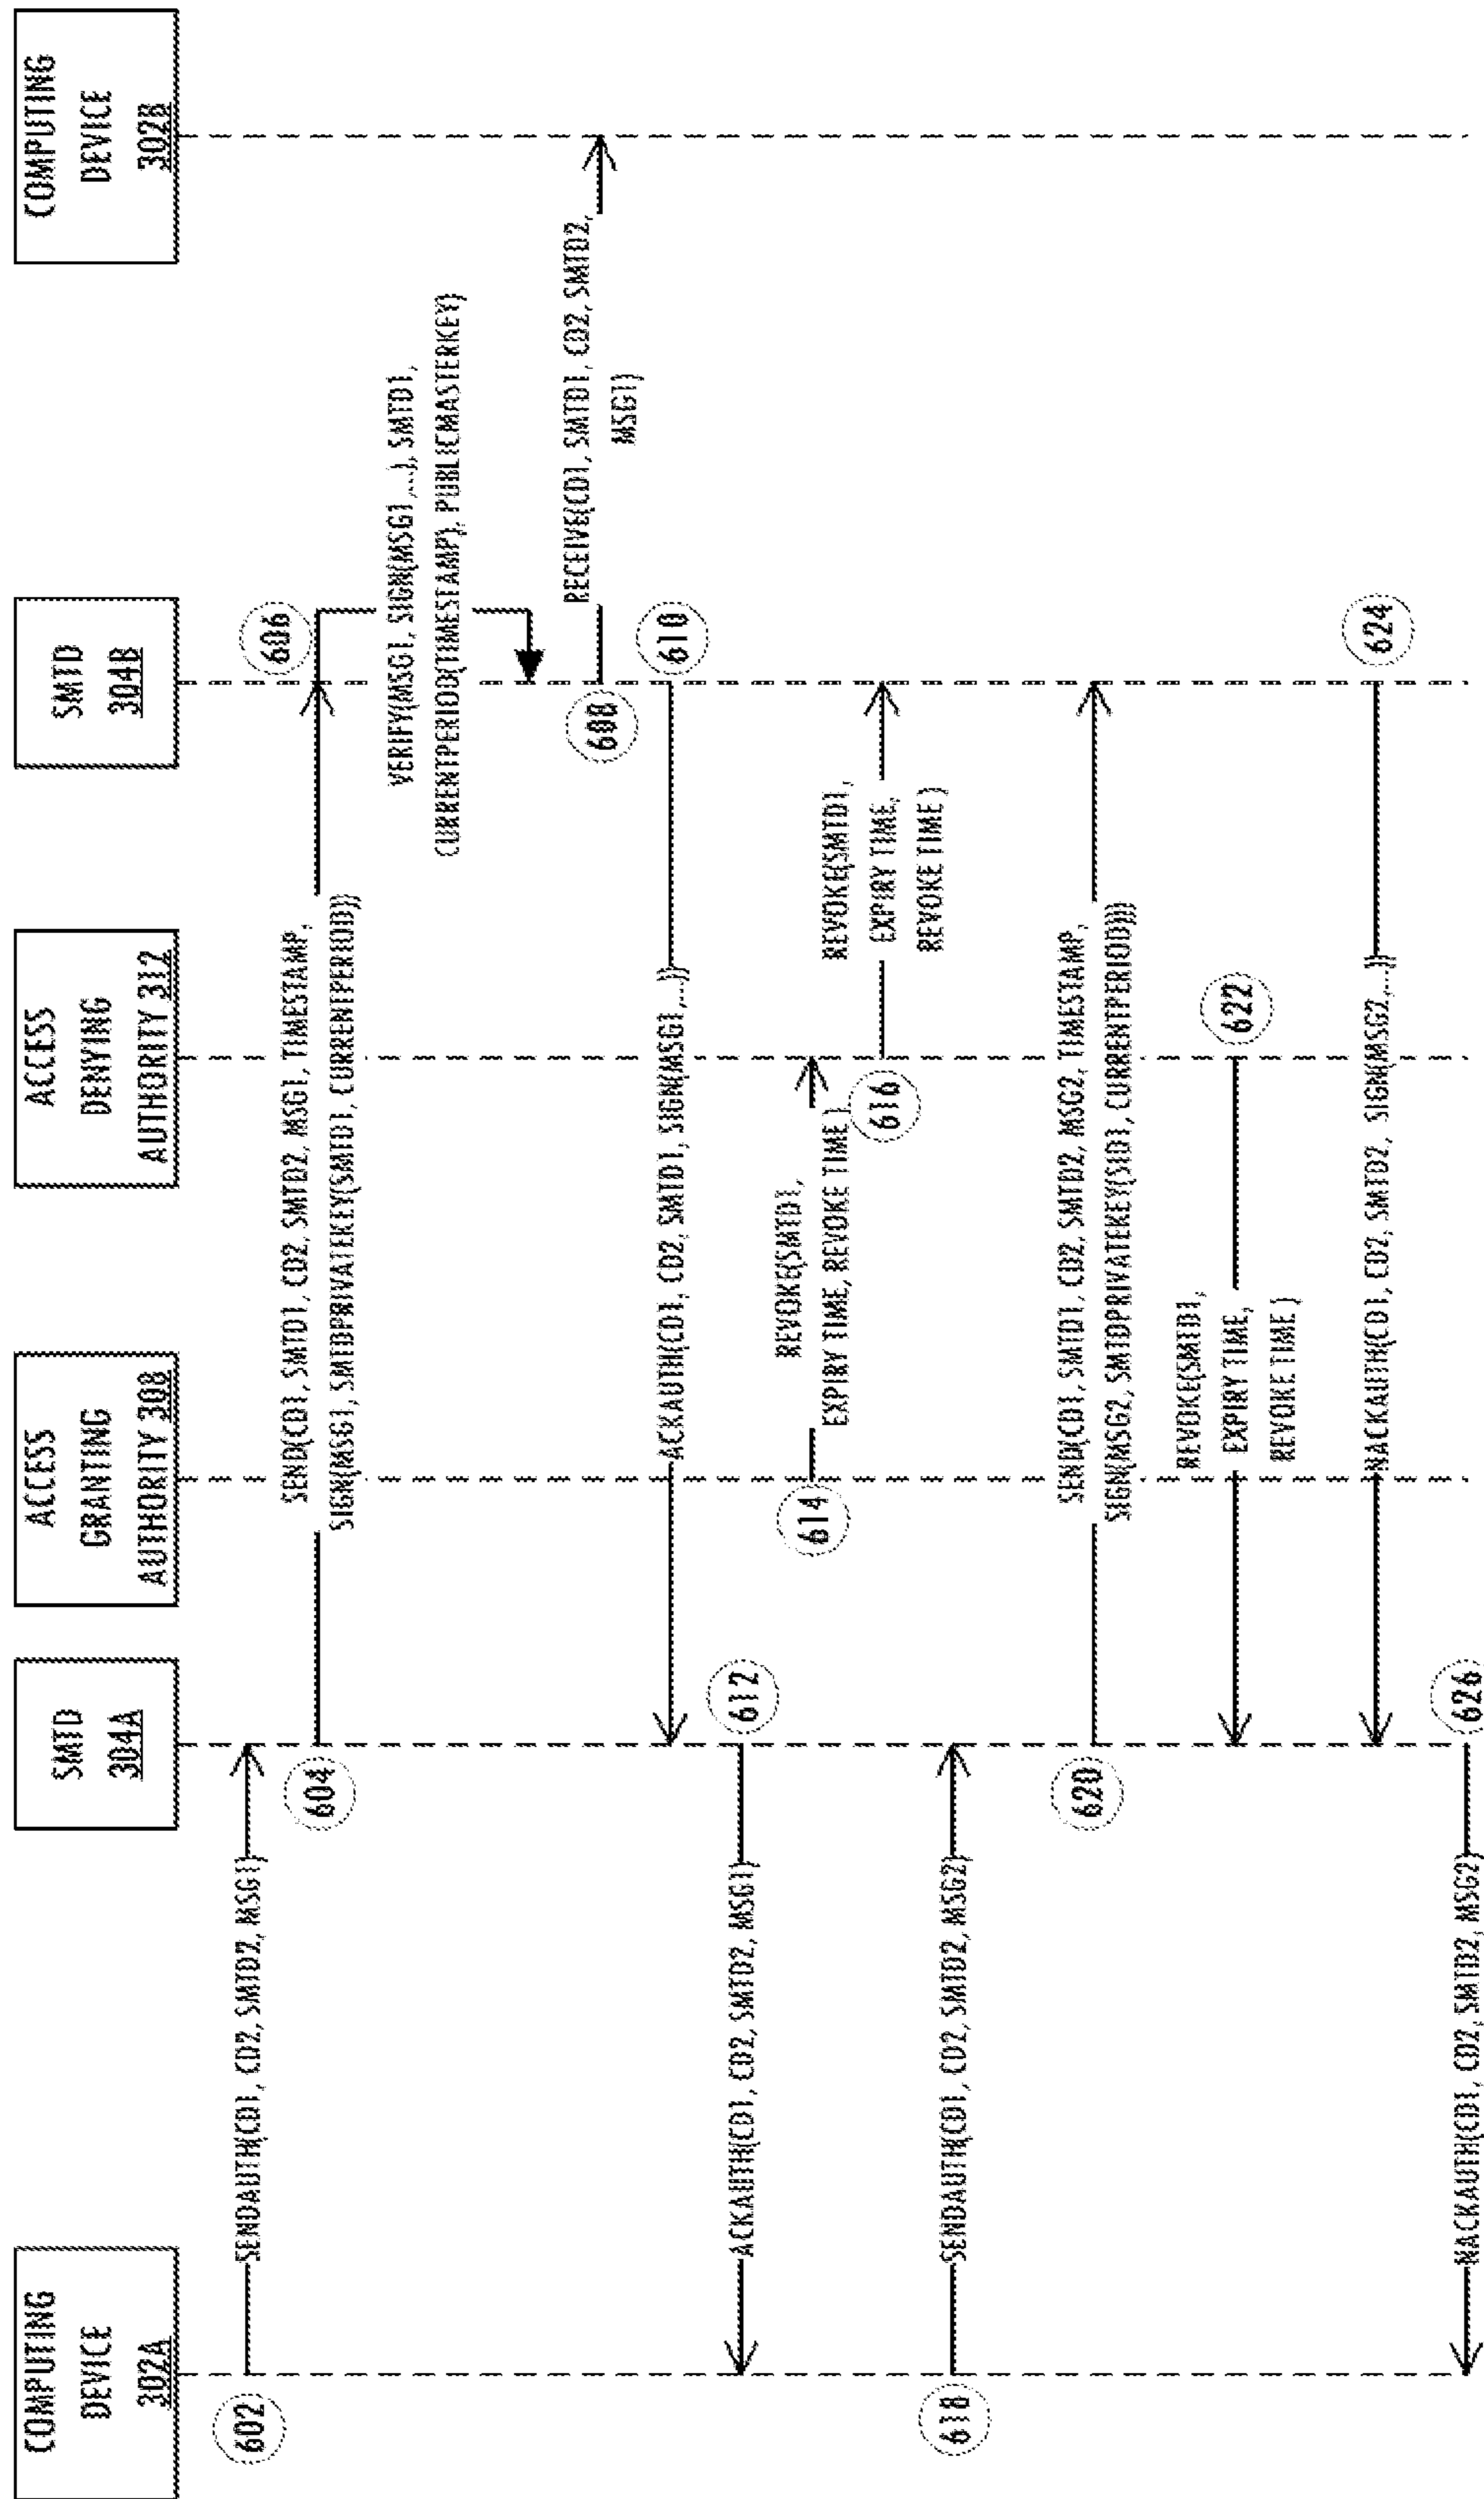 COMPUTING
DEVICE
302A
SMTD
304A
ACCESS
GRANTING
AUTHORITY 308
ACCESS
DENYING
AUTHORITY 312
SMTD
304B
COMPUTING
DEVICE
302B
602
SENDAUTH(CD1, CD2, SMTD2, MSG1)
604
SEND(CD1, SMTD1, CD2, SMTD2, MSG1, TIMESTAMP,
SIGN(MSG1, SMTDPRIVATEKEY(SMTD1, CURRENTPERIOD))
606
VERIFY(MSG1, SIGN(MSG1,...), SMTD1,
CURRENTPERIOD(TIMESTAMP), PUBLICMASTERKEY)
608
RECEIVE(CD1, SMTD1, CD2, SMTD2,
MSG1)
610
ACKAUTH(CD1, CD2, SMTD1, SIGN(MSG1,...))
612
ACKAUTH(CD1, CD2, SMTD2, MSG1)
614
REVOKE(SMTD1,
EXPIRY TIME, REVOKE TIME )
616
REVOKE(SMTD1,
EXPIRY TIME,
REVOKE TIME )
618
SENDAUTH(CD1, CD2, SMTD2, MSG2)
620
SEND(CD1, SMTD1, CD2, SMTD2, MSG2, TIMESTAMP,
SIGN(MSG2, SMTDPRIVATEKEY(SID1, CURRENTPERIOD)))
622
REVOKE(SMTD1,
EXPIRY TIME,
REVOKE TIME )
624
NACKAUTH(CD1, CD2, SMTD2, SIGN(MSG2,...))
626
NACKAUTH(CD1, CD2, SMTD2, MSG2)